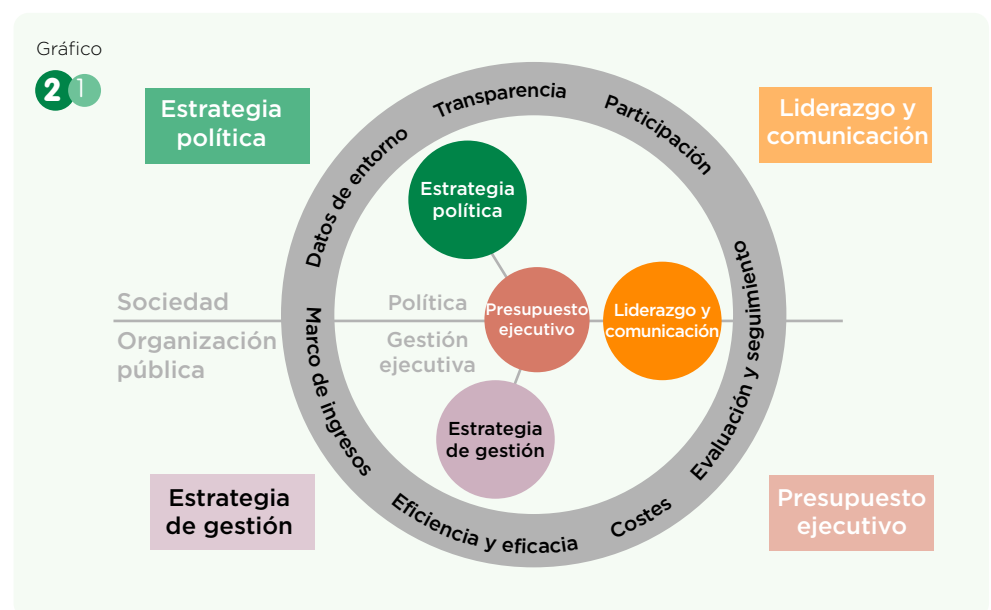 Gráfico
2 1
Estrategia
política
Liderazgo y
comunicación
Transparencia
Participación
Datos de entorno
Estrategia
política
Sociedad
Organización
pública
Política
Gestión
ejecutiva
Presupuesto
ejecutivo
Liderazgo y
comunicación
Evaluación y seguimiento
Marco de ingresos
Estrategia
de gestión
Eficiencia y eficacia
Costes
Estrategia
de gestión
Presupuesto
ejecutivo